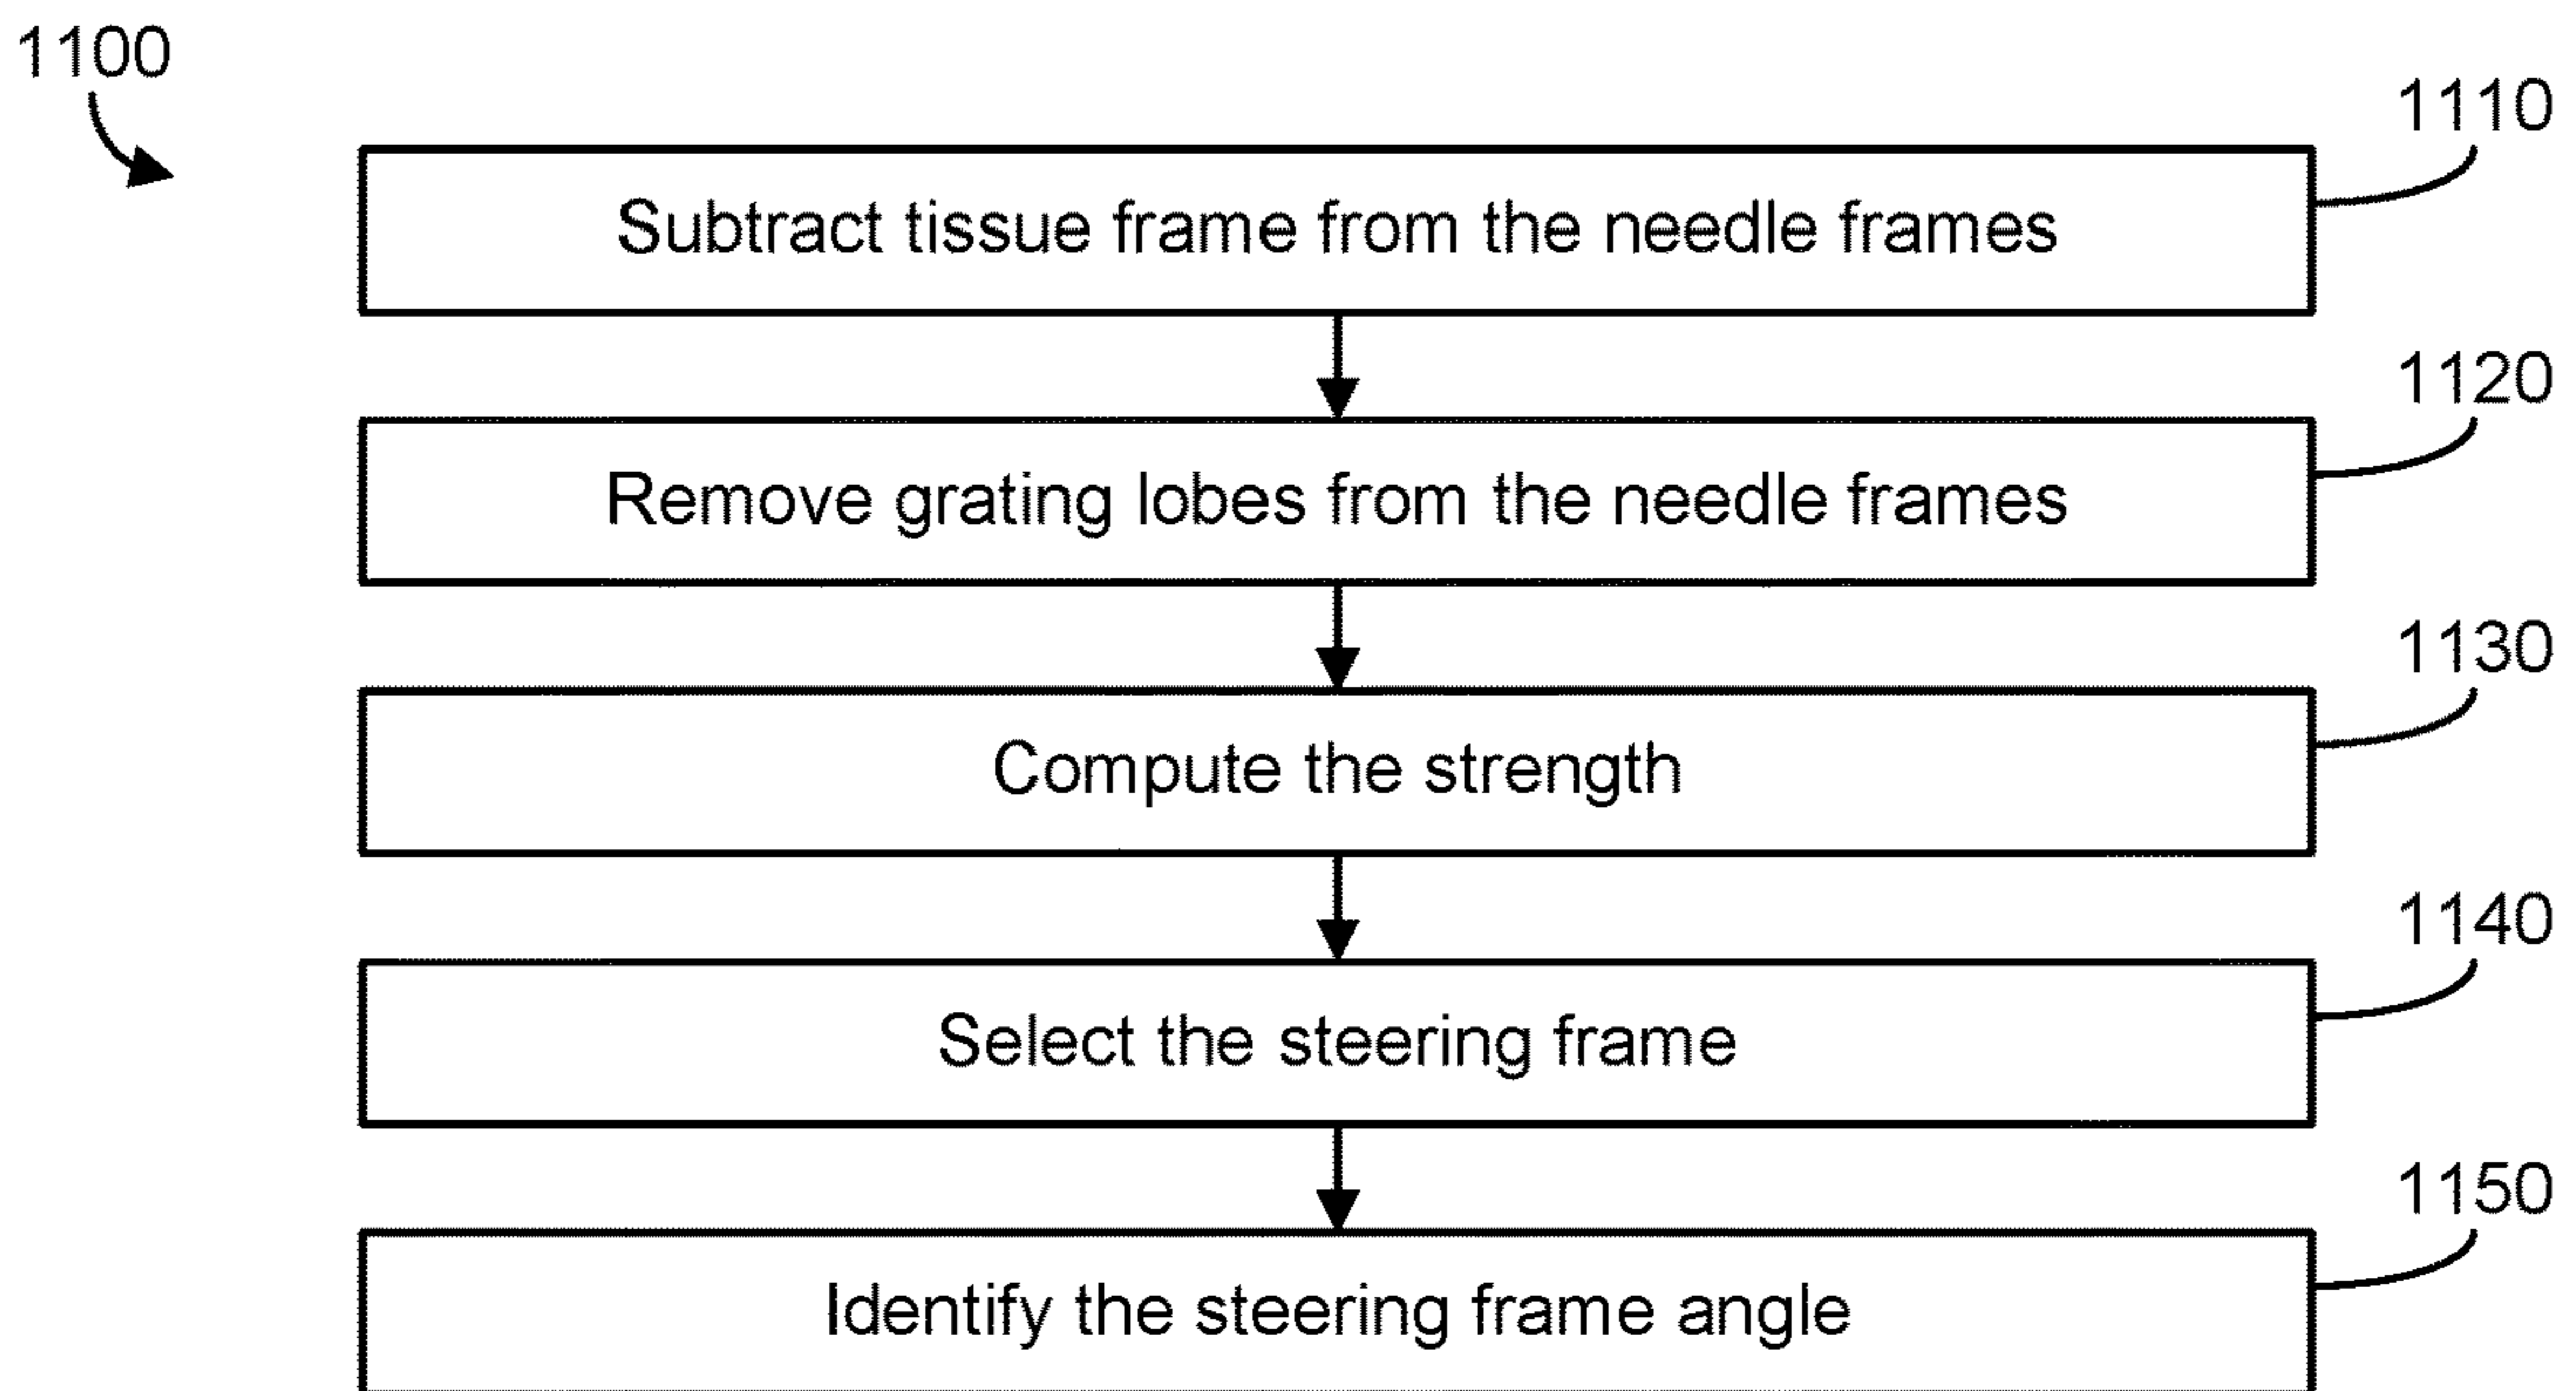 1100
1110
Subtract tissue frame from the needle frames
1120
Remove grating lobes from the needle frames
1130
Compute the strength
1140
Select the steering frame
1150
Identify the steering frame angle